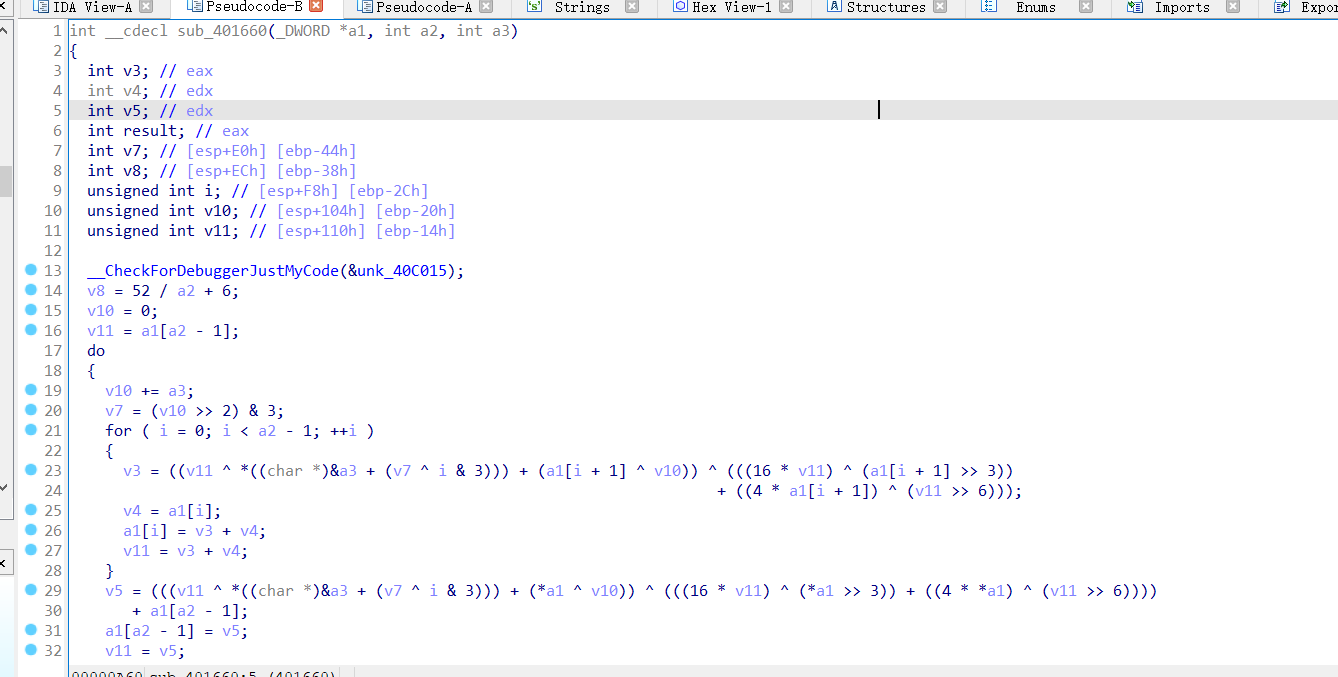 IDA View-A Pseudocode-B Pseudocode-A Strings Hex View-1 Structures Enums Imports Expor
1 int __cdecl sub_401660(_DWORD *a1, int a2, int a3)
2 {
3 int v3; // eax
4 int v4; // edx
5 int v5; // edx
6 int result; // eax
7 int v7; // [esp+E0h] [ebp-44h]
8 int v8; // [esp+ECh] [ebp-38h]
9 unsigned int i; // [esp+F8h] [ebp-2Ch]
10 unsigned int v10; // [esp+104h] [ebp-20h]
11 unsigned int v11; // [esp+110h] [ebp-14h]
12
13 __CheckForDebuggerJustMyCode(&unk_40C015);
14 v8 = 52 / a2 + 6;
15 v10 = 0;
16 v11 = a1[a2 - 1];
17 do
18 {
19 v10 += a3;
20 v7 = (v10 >> 2) & 3;
21 for ( i = 0; i < a2 - 1; ++i )
22 {
23 v3 = ((v11 ^ *((char *)&a3 + (v7 ^ i & 3))) + (a1[i + 1] ^ v10)) ^ (((16 * v11) ^ (a1[i + 1] >> 3))
24 + ((4 * a1[i + 1]) ^ (v11 >> 6)));
25 v4 = a1[i];
26 a1[i] = v3 + v4;
27 v11 = v3 + v4;
28 }
29 v5 = (((v11 ^ *((char *)&a3 + (v7 ^ i & 3))) + (*a1 ^ v10)) ^ (((16 * v11) ^ (*a1 >> 3)) + ((4 * *a1) ^ (v11 >> 6))))
30 + a1[a2 - 1];
31 a1[a2 - 1] = v5;
32 v11 = v5;
00000A60 sub_401660:5 (401660)